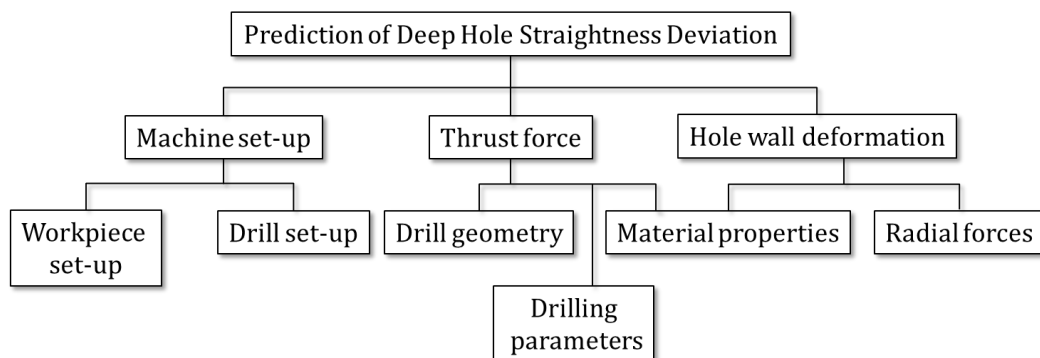 Prediction of Deep Hole Straightness Deviation
Machine set-up
Thrust force
Hole wall deformation
Workpiece
set-up
Drill set-up
Drill geometry
Material properties
Radial forces
Drilling
parameters